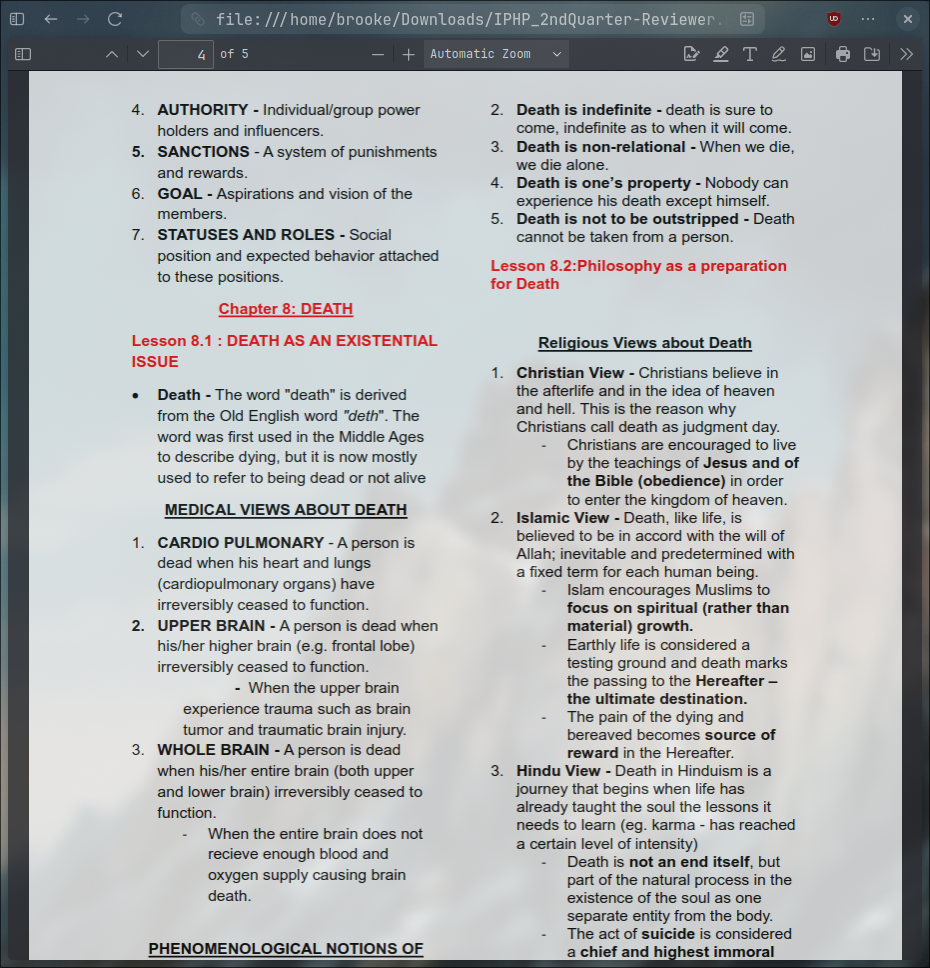 file:///home/brooke/Downloads/IPHP_2ndQuarter-Reviewer.
4 of 5
Automatic Zoom
4. AUTHORITY - Individual/group power
holders and influencers.
5. SANCTIONS - A system of punishments
and rewards.
6. GOAL - Aspirations and vision of the
members.
7. STATUSES AND ROLES - Social
position and expected behavior attached
to these positions.
Chapter 8: DEATH
Lesson 8.1 : DEATH AS AN EXISTENTIAL
ISSUE
• Death - The word "death" is derived
from the Old English word "deth". The
word was first used in the Middle Ages
to describe dying, but it is now mostly
used to refer to being dead or not alive
MEDICAL VIEWS ABOUT DEATH
1. CARDIO PULMONARY - A person is
dead when his heart and lungs
(cardiopulmonary organs) have
irreversibly ceased to function.
2. UPPER BRAIN - A person is dead when
his/her higher brain (e.g. frontal lobe)
irreversibly ceased to function.
- When the upper brain
experience trauma such as brain
tumor and traumatic brain injury.
3. WHOLE BRAIN - A person is dead
when his/her entire brain (both upper
and lower brain) irreversibly ceased to
function.
- When the entire brain does not
recieve enough blood and
oxygen supply causing brain
death.
PHENOMENOLOGICAL NOTIONS OF
2. Death is indefinite - death is sure to
come, indefinite as to when it will come.
3. Death is non-relational - When we die,
we die alone.
4. Death is one's property - Nobody can
experience his death except himself.
5. Death is not to be outstripped - Death
cannot be taken from a person.
Lesson 8.2:Philosophy as a preparation
for Death
Religious Views about Death
1. Christian View - Christians believe in
the afterlife and in the idea of heaven
and hell. This is the reason why
Christians call death as judgment day.
- Christians are encouraged to live
by the teachings of Jesus and of
the Bible (obedience) in order
to enter the kingdom of heaven.
2. Islamic View - Death, like life, is
believed to be in accord with the will of
Allah; inevitable and predetermined with
a fixed term for each human being.
- Islam encourages Muslims to
focus on spiritual (rather than
material) growth.
- Earthly life is considered a
testing ground and death marks
the passing to the Hereafter –
the ultimate destination.
- The pain of the dying and
bereaved becomes source of
reward in the Hereafter.
3. Hindu View - Death in Hinduism is a
journey that begins when life has
already taught the soul the lessons it
needs to learn (eg. karma - has reached
a certain level of intensity)
- Death is not an end itself, but
part of the natural process in the
existence of the soul as one
separate entity from the body.
- The act of suicide is considered
a chief and highest immoral